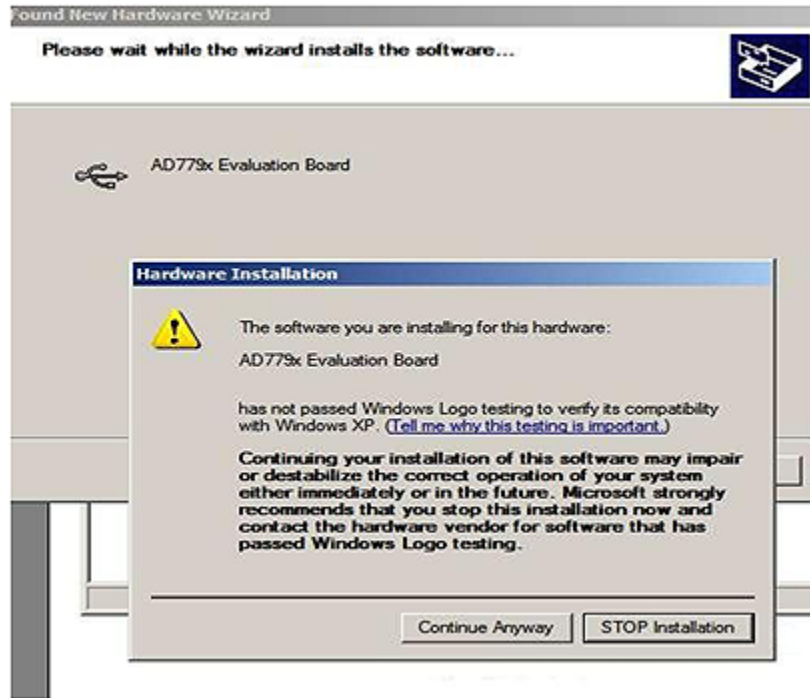 Found New Hardware Wizard
Please wait while the wizard installs the software...
AD779x Evaluation Board
Hardware Installation
The software you are installing for this hardware:
AD779x Evaluation Board
has not passed Windows Logo testing to verify its compatibility
with Windows XP. (Tell me why this testing is important.)
Continuing your installation of this software may impair
or destabilize the correct operation of your system
either immediately or in the future. Microsoft strongly
recommends that you stop this installation now and
contact the hardware vendor for software that has
passed Windows Logo testing.
Continue Anyway
STOP Installation